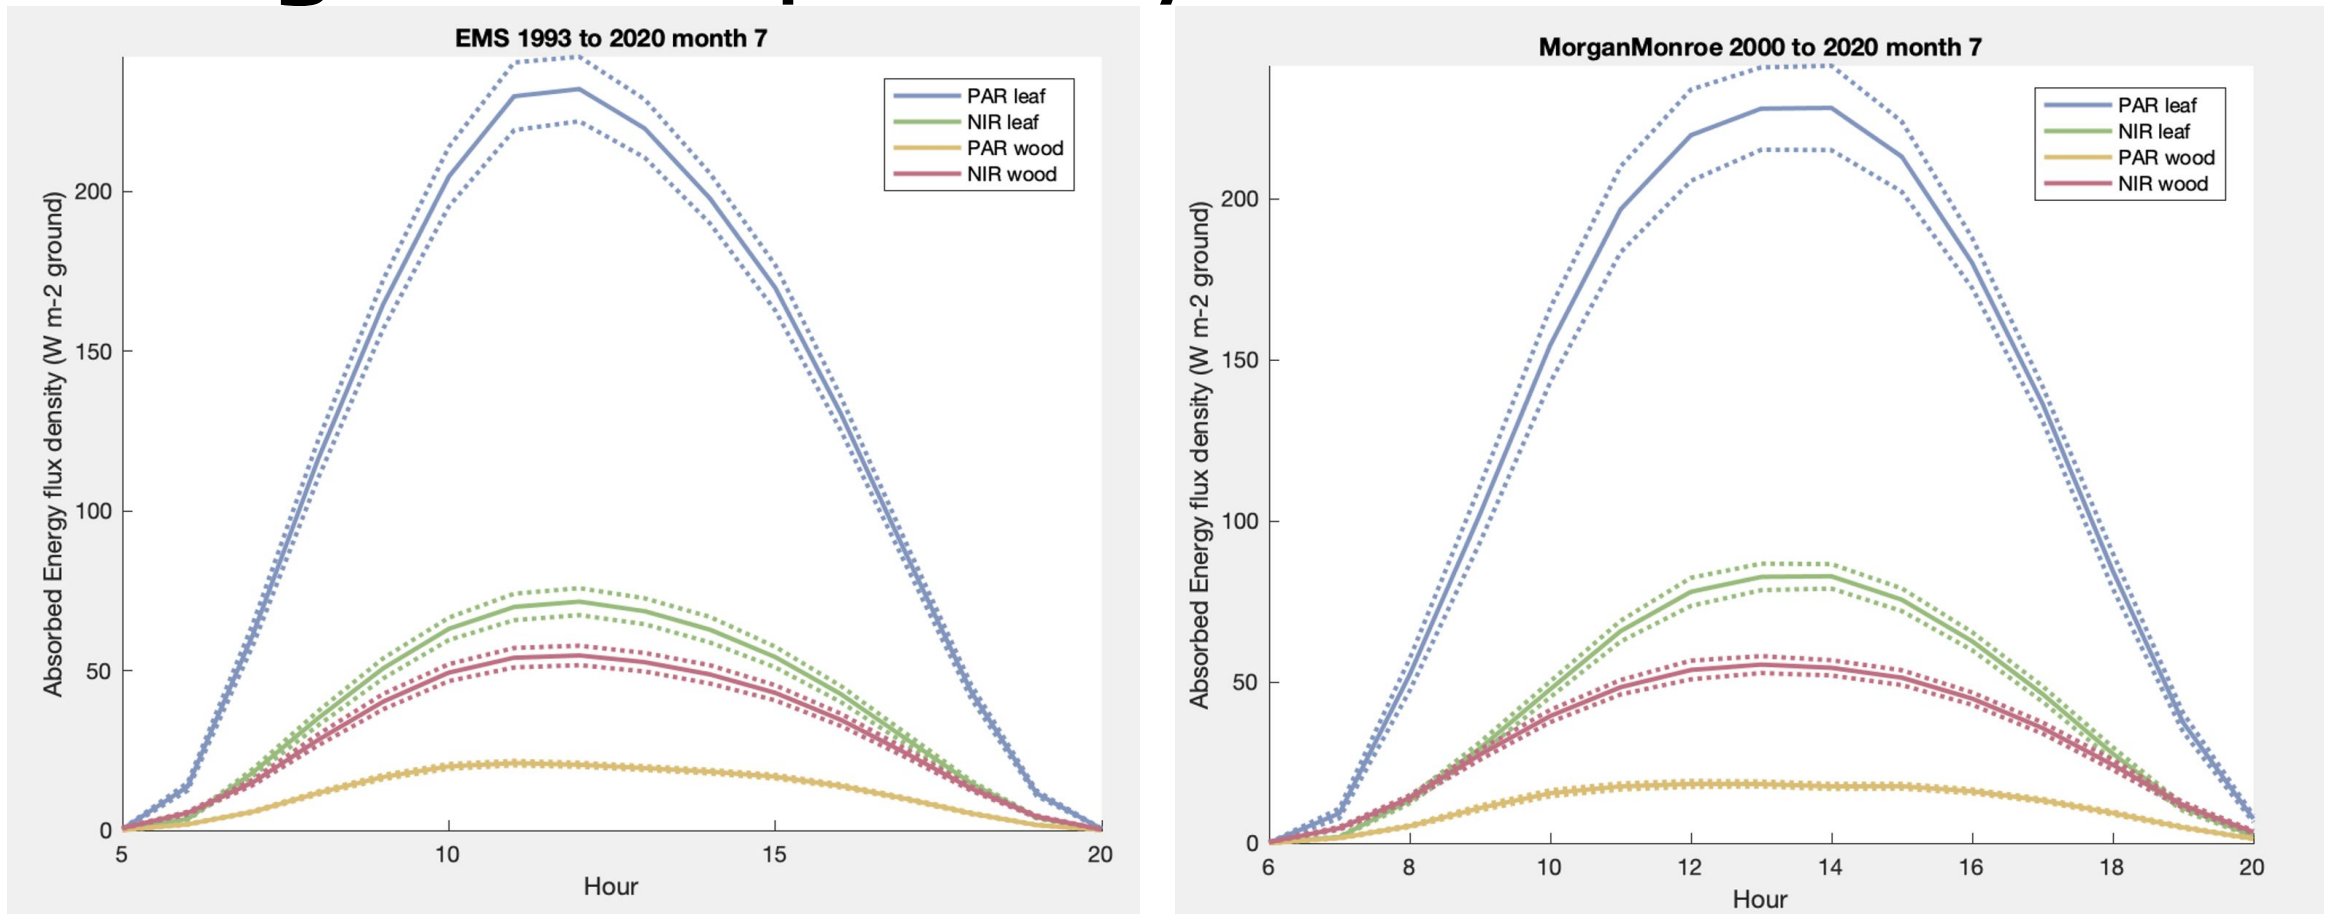 EMS 1993 to 2020 month 7
PAR leaf
NIR leaf
PAR wood
NIR wood
Absorbed Energy flux density (W m-2 ground)
200
150
100
50
0
5
10
15
20
Hour
MorganMonroe 2000 to 2020 month 7
PAR leaf
NIR leaf
PAR wood
NIR wood
Absorbed Energy flux density (W m-2 ground)
200
150
100
50
0
6
8
10
12
14
16
18
20
Hour